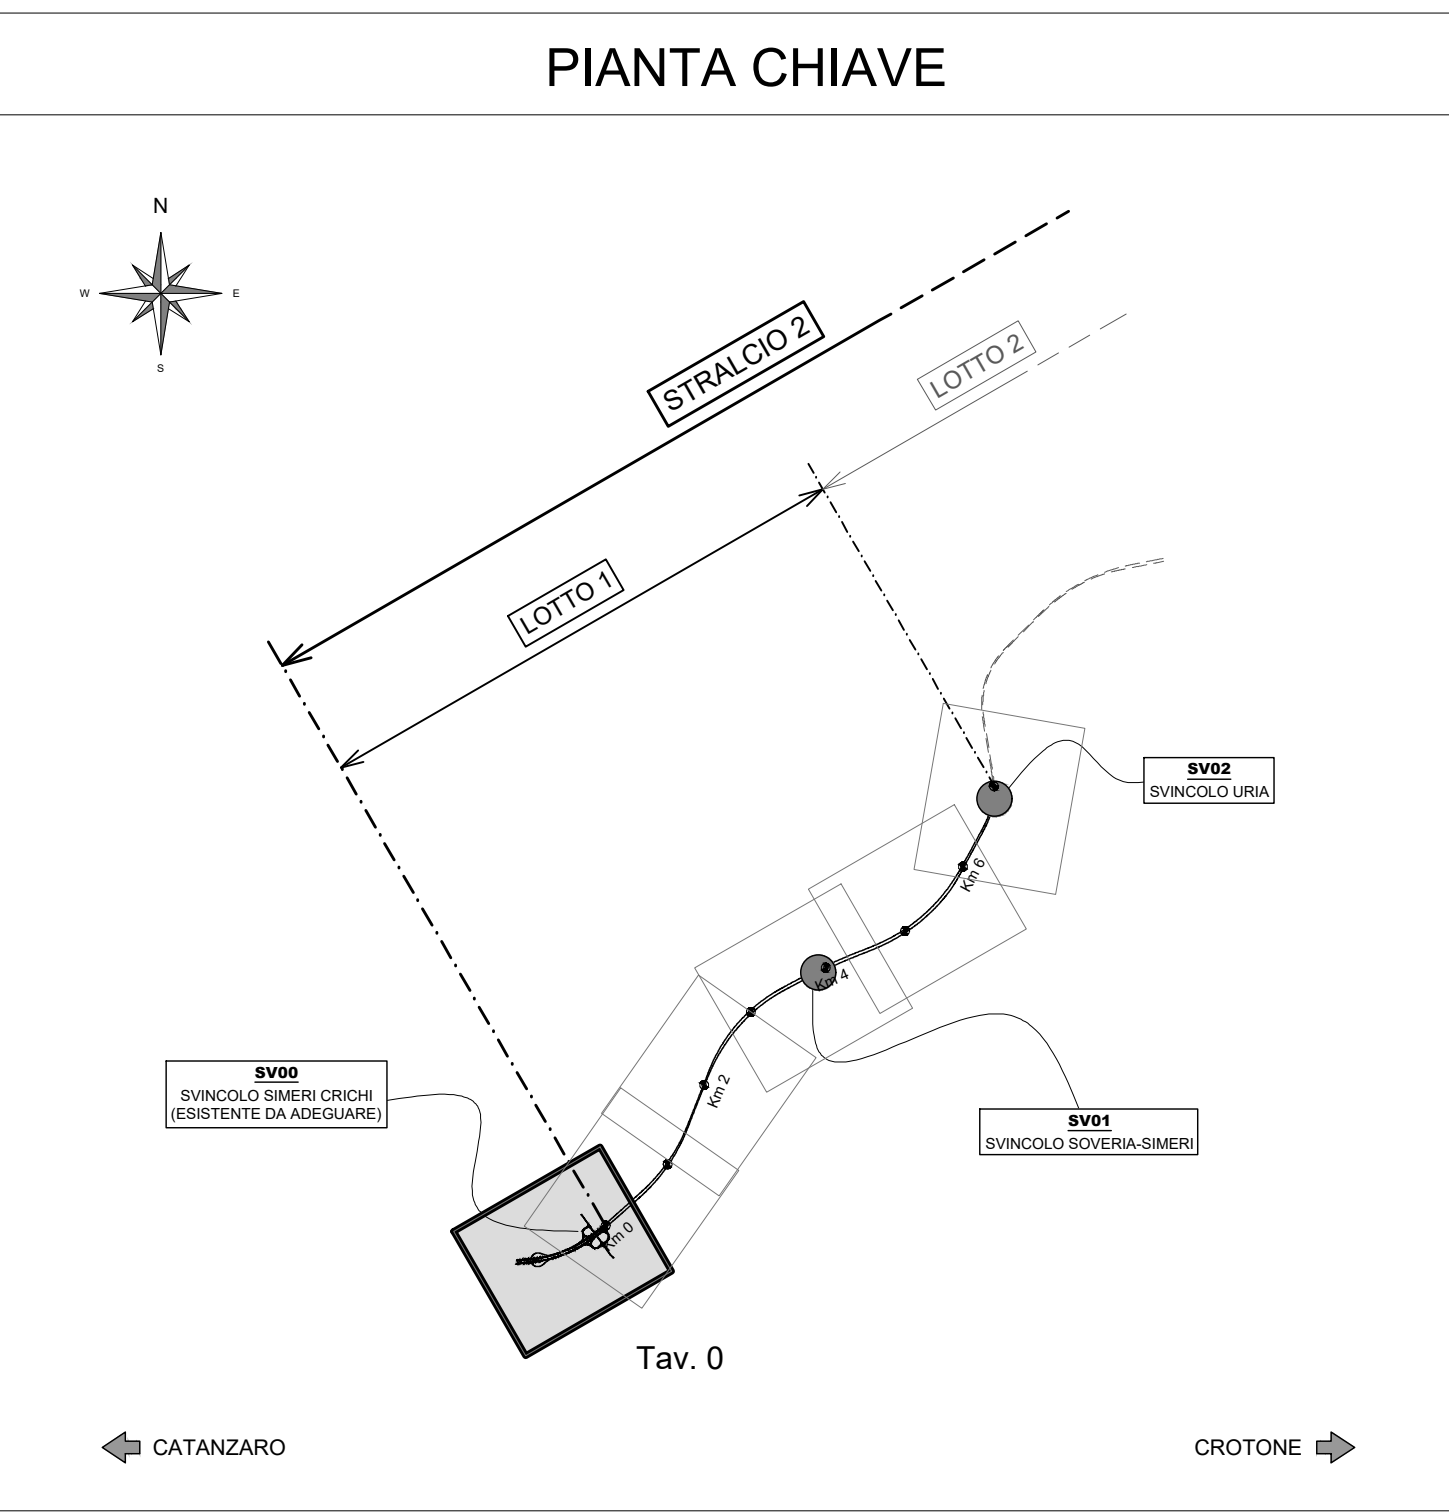 PIANTA CHIAVE
N
W
E
S
STRALCIO 2
LOTTO 2
LOTTO 1
SV02
SVINCOLO URIA
Km 6
Km 4
Km 2
SV00
SVINCOLO SIMERI CRICHI
(ESISTENTE DA ADEGUARE)
SV01
SVINCOLO SOVERIA-SIMERI
Km 0
Tav. 0
CATANZARO
CROTONE